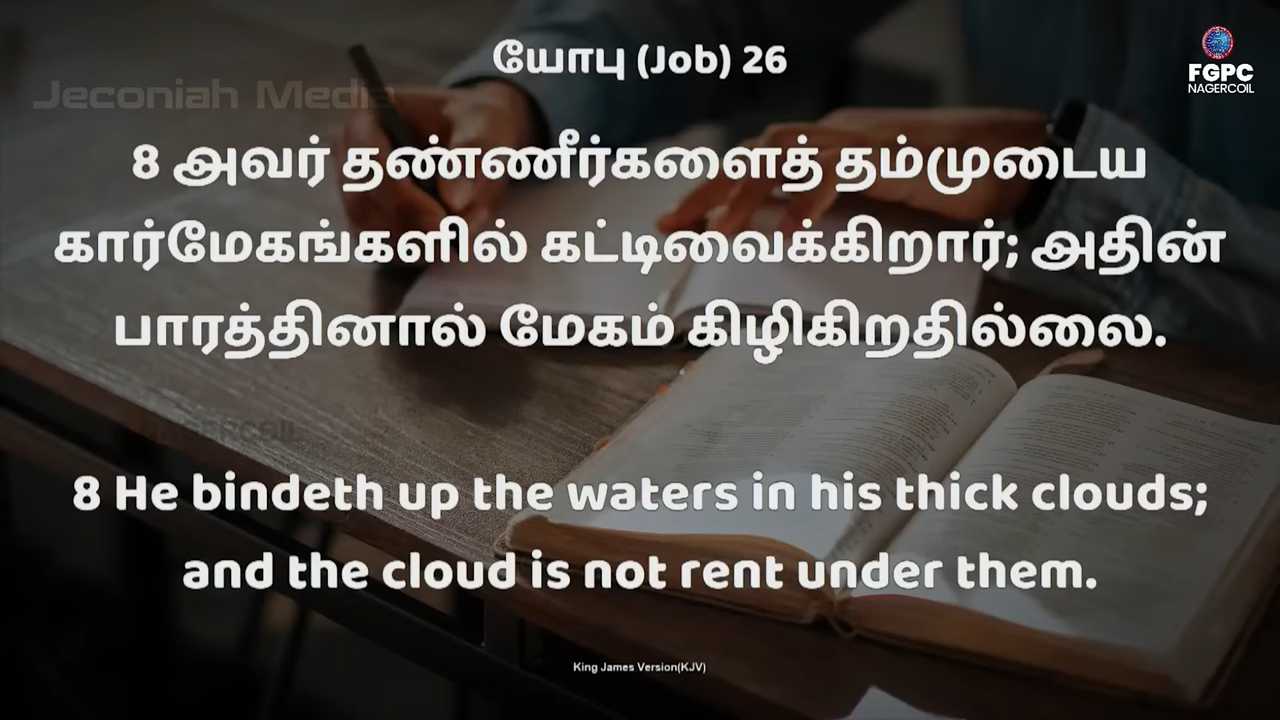 யோபு (Job) 26
FGPC
NAGERCOIL
Jeconiah Media
8 அவர் தண்ணீர்களைத் தம்முடைய
கார்மேகங்களில் கட்டிவைக்கிறார்; அதின்
பாரத்தினால் மேகம் கிழிகிறதில்லை.
8 He bindeth up the waters in his thick clouds;
and the cloud is not rent under them.
King James Version(KJV)